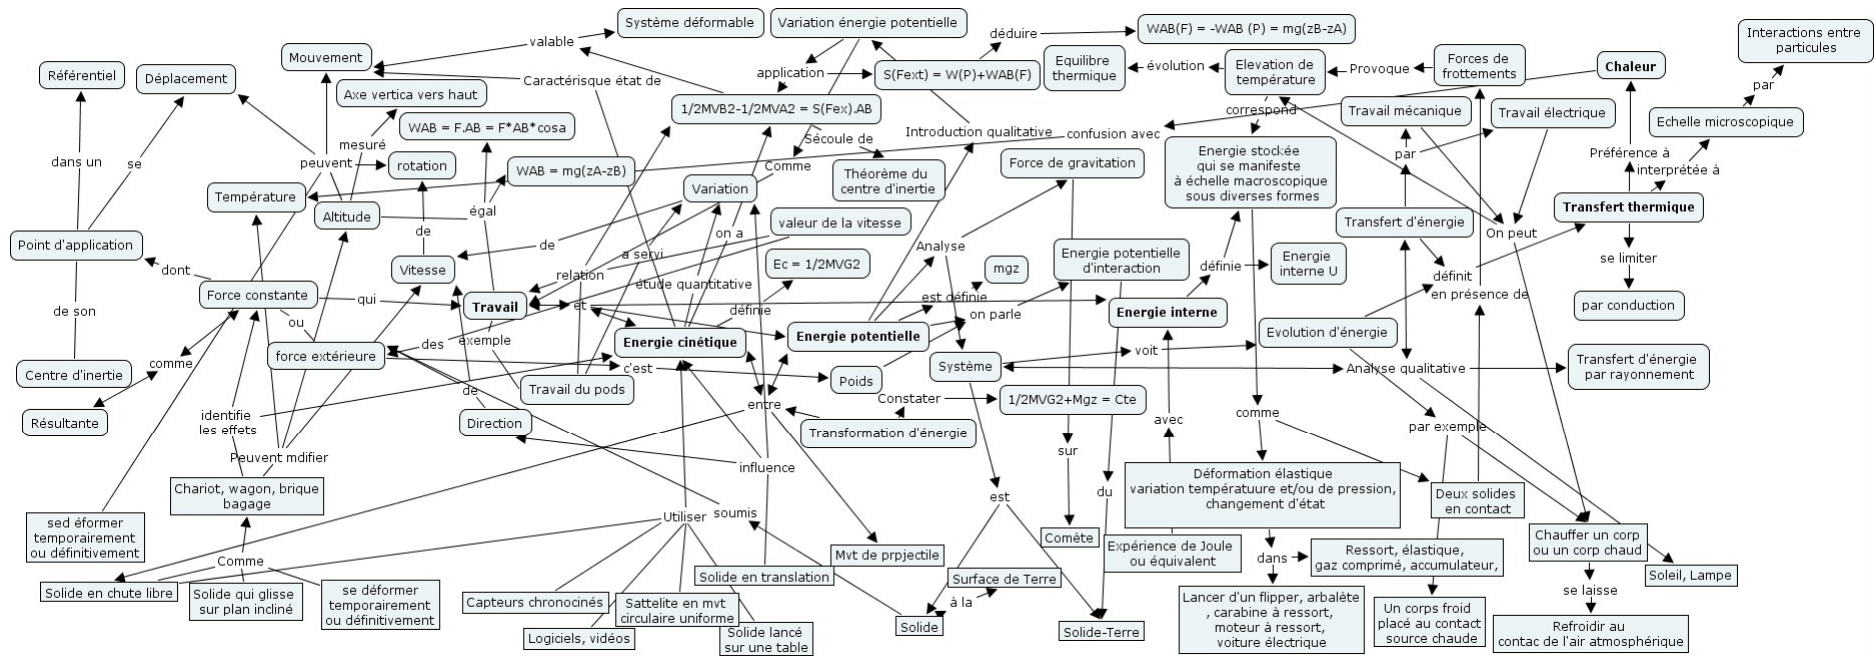 Système déformable
Variation énergie potentielle
WAB(F) = -WAB (P) = mg(zB-zA)
Interactions entre
particules
valable
déduire
Mouvement
Référentiel
Déplacement
Caractérisque état de
application
S(Fext) = W(P)+WAB(F)
Equilibre
thermique
évolution
Elevation de
température
Provoque
Forces de
frottements
Chaleur
par
Axe vertica vers haut
1/2MVB2-1/2MVA2 = S(Fex).AB
correspond
Travail mécanique
Travail électrique
Echelle microscopique
WAB = F.AB = F*AB*cosa
Sécoule de
Introduction qualitative
confusion avec
dans un
se
peuvent
mesuré
rotation
WAB = mg(zA-zB)
Comme
Théorème du
centre d'inertie
Force de gravitation
Energie stockée
qui se manifeste
à échelle macroscopique
sous diverses formes
par
Préférence à
interprétée à
Température
Altitude
égal
Variation
valeur de la vitesse
Transfert d'énergie
Transfert thermique
Point d'application
de
de
on a
Analyse
Energie potentielle
d'interaction
On peut
Vitesse
a servi
Ec = 1/2MVG2
mgz
définie
Energie
interne U
définit
se limiter
dont
relation
étude quantitative
Force constante
qui
Travail
et
définie
est définie
on parle
en présence de
par conduction
de son
ou
Energie interne
Energie cinétique
Energie potentielle
Evolution d'énergie
force extérieure
des
exemple
voit
comme
c'est
Système
Analyse qualitative
Transfert d'énergie
par rayonnement
Centre d'inertie
Travail du pods
Poids
de
Constater
1/2MVG2+Mgz = Cte
Résultante
identifie
les effets
Direction
entre
Transformation d'énergie
avec
comme
par exemple
Peuvent mdifier
influence
sur
Chariot, wagon, brique
bagage
du
est
Déformation élastique
variation températuure et/ou de pression,
changement d'état
Deux solides
en contact
sed éformer
temporairement
ou définitivement
Utiliser
soumis
Comète
Chauffer un corp
ou un corp chaud
Mvt de prpjectile
Expérience de Joule
ou équivalent
dans
Ressort, élastique,
gaz comprimé, accumulateur,
Comme
Solide en translation
Surface de Terre
Soleil, Lampe
Solide en chute libre
Solide qui glisse
sur plan incliné
se déformer
temporairement
ou définitivement
Capteurs chronocinés
Sattelite en mvt
circulaire uniforme
à la
se laisse
Lancer d'un flipper, arbalète
, carabine à ressort,
moteur à ressort,
voiture électrique
Un corps froid
placé au contact
source chaude
Logiciels, vidéos
Solide lancé
sur une table
Solide
Solide-Terre
Refroidir au
contac de l'air atmosphérique